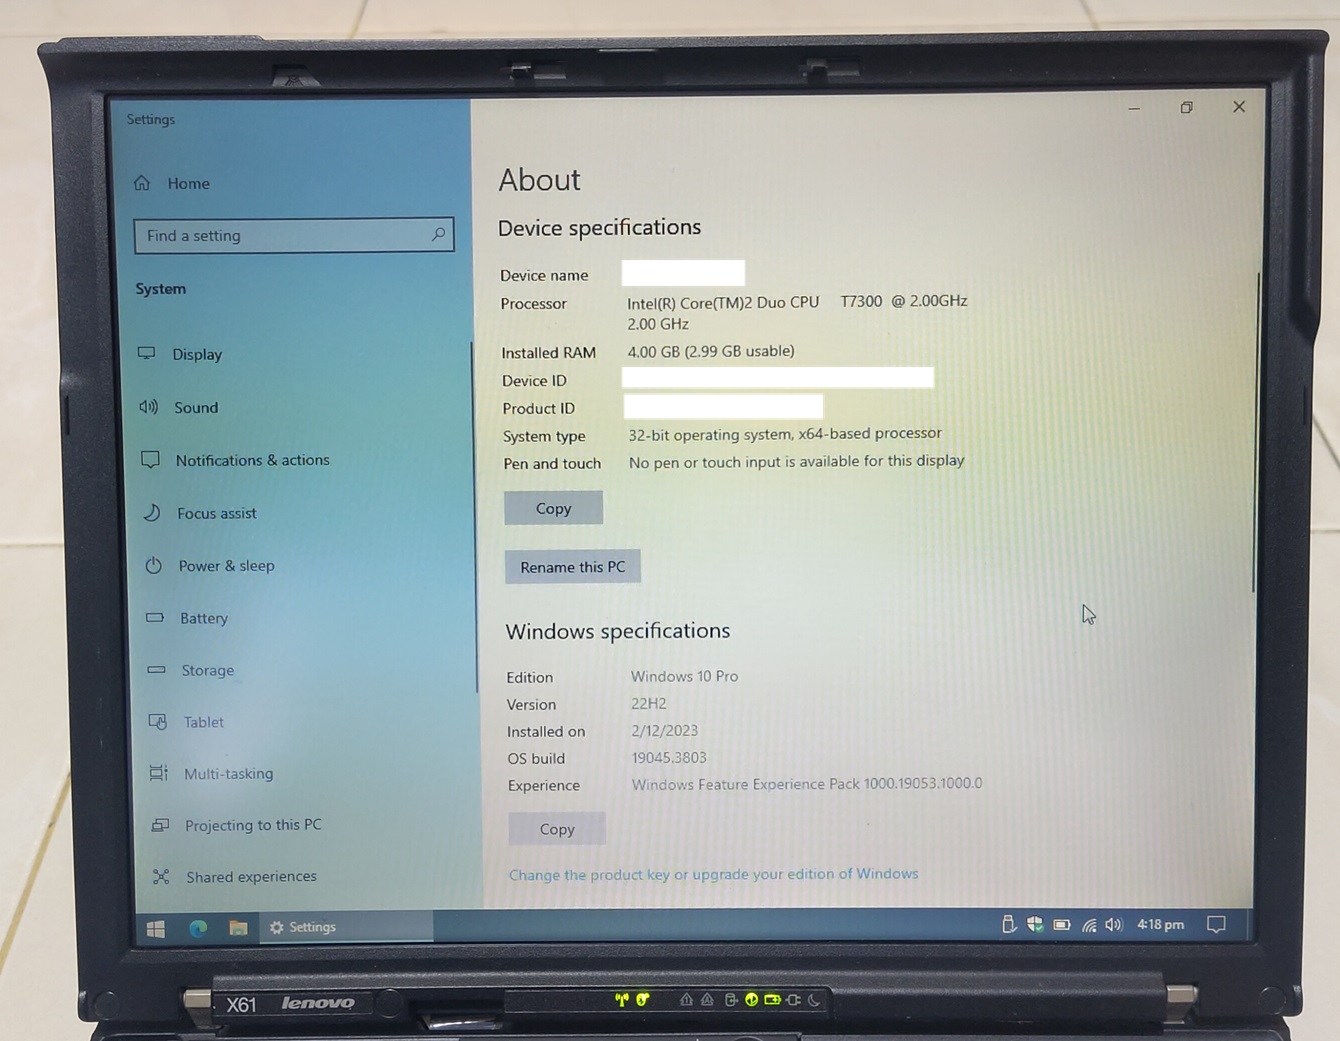 Settings
Home
Find a setting
System
Display
Sound
Notifications & actions
Focus assist
Power & sleep
Battery
Storage
Tablet
Multi-tasking
Projecting to this PC
Shared experiences
About
Device specifications
Device name
Processor Intel(R) Core(TM)2 Duo CPU T7300 @ 2.00GHz
2.00 GHz
Installed RAM 4.00 GB (2.99 GB usable)
Device ID
Product ID
System type 32-bit operating system, x64-based processor
Pen and touch No pen or touch input is available for this display
Copy
Rename this PC
Windows specifications
Edition Windows 10 Pro
Version 22H2
Installed on 2/12/2023
OS build 19045.3803
Experience Windows Feature Experience Pack 1000.19053.1000.0
Copy
Change the product key or upgrade your edition of Windows
Settings
4:18 pm
X61 lenovo